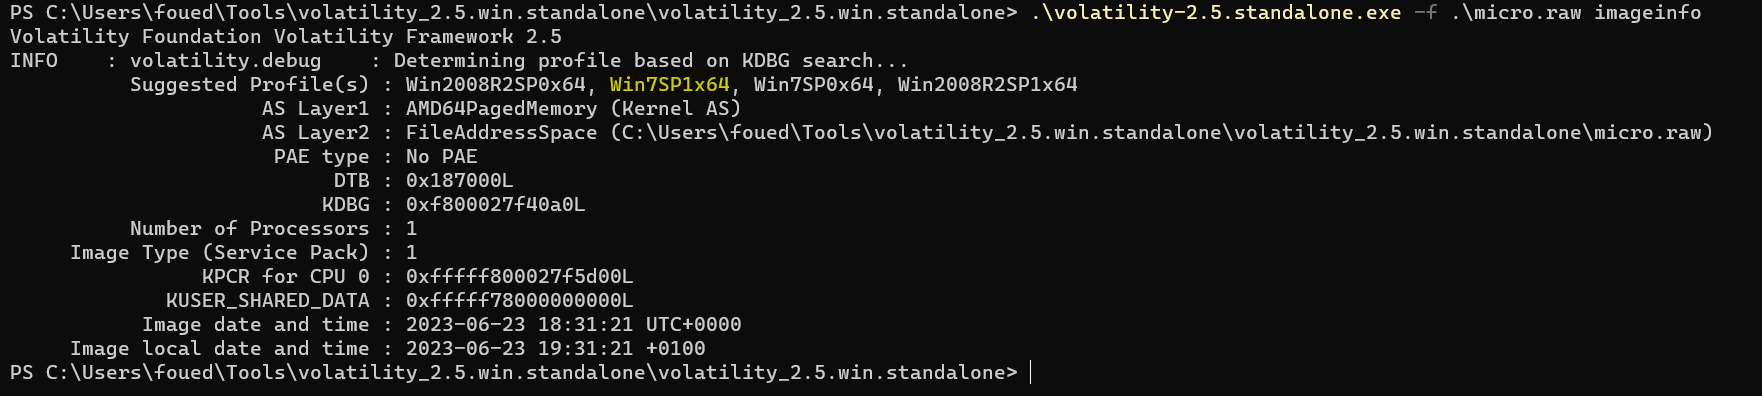 PS C:\Users\foued\Tools\volatility_2.5.win.standalone\volatility_2.5.win.standalone> .\volatility-2.5.standalone.exe -f .\micro.raw imageinfo
Volatility Foundation Volatility Framework 2.5
INFO    : volatility.debug    : Determining profile based on KDBG search...
Suggested Profile(s) : Win2008R2SP0x64, Win7SP1x64, Win7SP0x64, Win2008R2SP1x64
AS Layer1 : AMD64PagedMemory (Kernel AS)
AS Layer2 : FileAddressSpace (C:\Users\foued\Tools\volatility_2.5.win.standalone\volatility_2.5.win.standalone\micro.raw)
PAE type : No PAE
DTB : 0x187000L
KDBG : 0xf800027f40a0L
Number of Processors : 1
Image Type (Service Pack) : 1
KPCR for CPU 0 : 0xfffff800027f5d00L
KUSER_SHARED_DATA : 0xfffff78000000000L
Image date and time : 2023-06-23 18:31:21 UTC+0000
Image local date and time : 2023-06-23 19:31:21 +0100
PS C:\Users\foued\Tools\volatility_2.5.win.standalone\volatility_2.5.win.standalone>